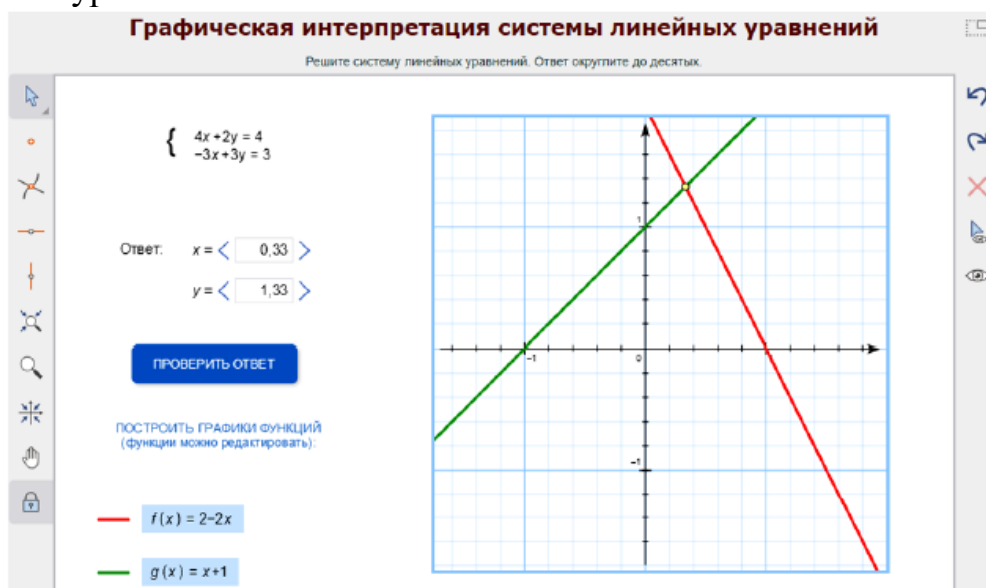 Графическая интерпретация системы линейных уравнений
Решите систему линейных уравнений. Ответ округлите до десятых.
{ 4x+2y = 4
−3x+3y = 3
Ответ: x = < 0,33 >
y = < 1,33 >
ПРОВЕРИТЬ ОТВЕТ
ПОСТРОИТЬ ГРАФИКИ ФУНКЦИЙ
(функции можно редактировать):
f(x) = 2−2x
g(x) = x+1
1
−1
0
−1